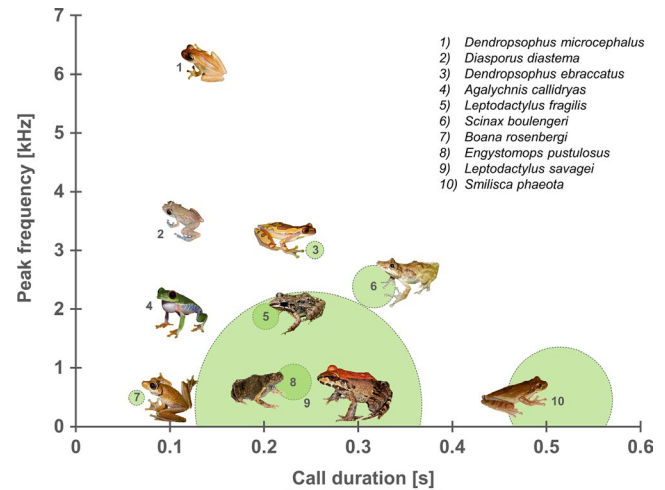 7
6
5
4
3
2
1
0
Peak frequency [kHz]
1) Dendropsophus microcephalus
2) Diasporus diastema
3) Dendropsophus ebraccatus
4) Agalychnis callidryas
5) Leptodactylus fragilis
6) Scinax boulengeri
7) Boana rosenbergi
8) Engystomops pustulosus
9) Leptodactylus savagei
10) Smilisca phaeota
1
2
3
6
4
5
7
8
9
10
0 0.1 0.2 0.3 0.4 0.5 0.6
Call duration [s]